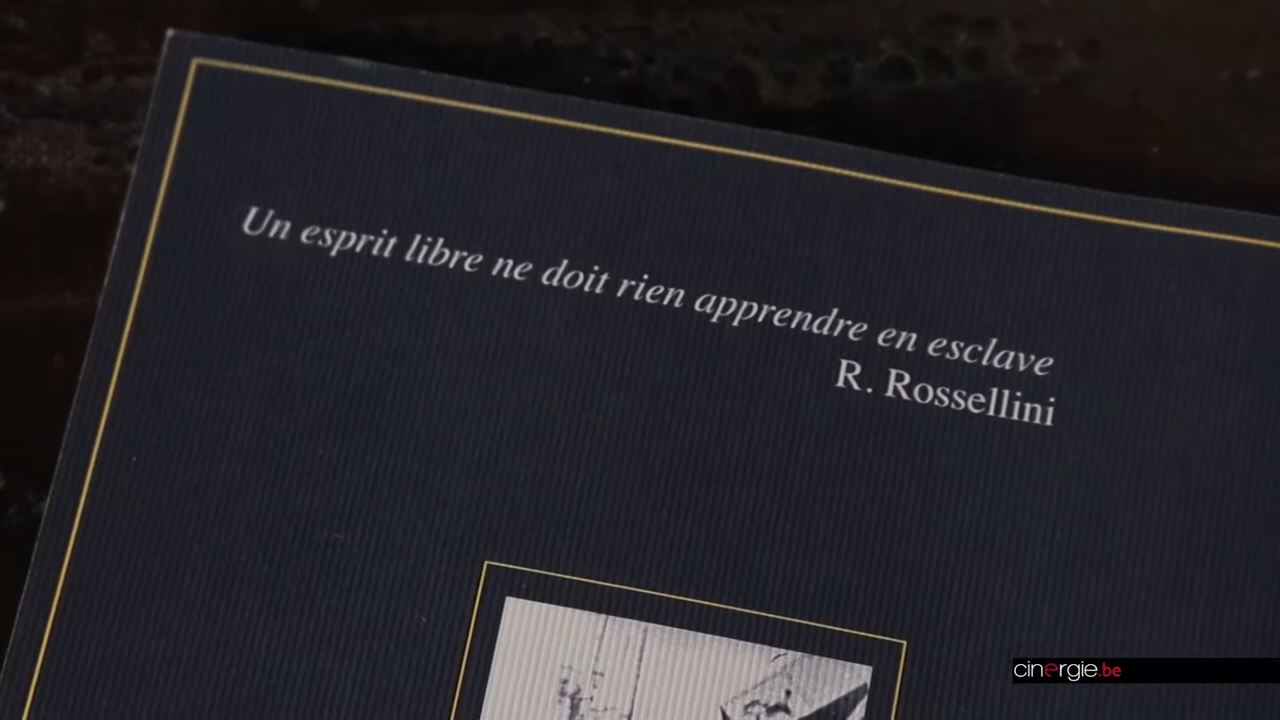 Un esprit libre ne doit rien apprendre en esclave
R. Rossellini
cinergie.be